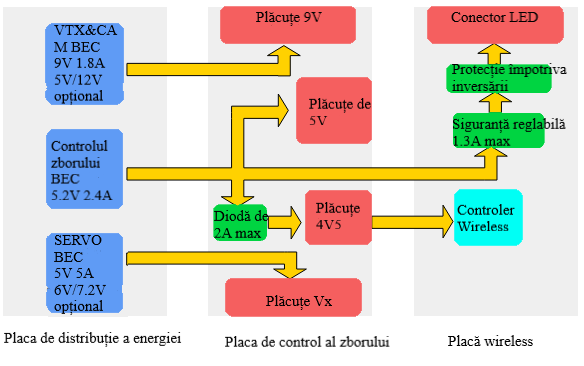 VTX&CA
M BEC
9V 1.8A
5V/12V
opțional
Controlul
zborului
BEC
5.2V 2.4A
SERVO
BEC
5V 5A
6V/7.2V
opțional
Placa de distribuție a energiei
Plăcuțe 9V
Plăcuțe de
5V
Diodă de
2A max
Plăcuțe
4V5
Plăcuțe Vx
Placa de control al zborului
Conector LED
Protecție împotriva
inversării
Siguranță reglabilă
1.3A max
Controler
Wireless
Placă wireless